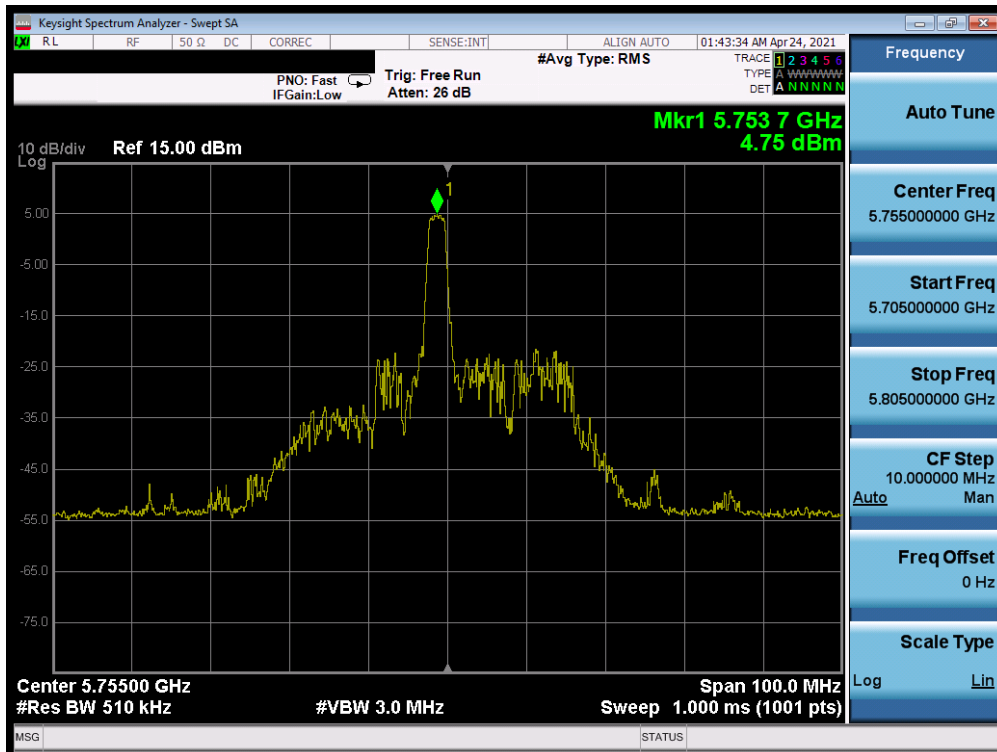 Keysight Spectrum Analyzer - Swept SA
LXI RL RF 50 Ω DC CORREC SENSE:INT ALIGN AUTO 01:43:34 AM Apr 24, 2021
#Avg Type: RMS
TRACE 1 2 3 4 5 6
TYPE A WWWWW
DET A N N N N N
PNO: Fast Trig: Free Run
IFGain:Low Atten: 26 dB
Mkr1 5.753 7 GHz
4.75 dBm
10 dB/div Ref 15.00 dBm
Log
1
5.00
-5.00
-15.0
-25.0
-35.0
-45.0
-55.0
-65.0
-75.0
Center 5.75500 GHz Span 100.0 MHz
#Res BW 510 kHz #VBW 3.0 MHz Sweep 1.000 ms (1001 pts)
MSG STATUS
Frequency
Auto Tune
Center Freq
5.755000000 GHz
Start Freq
5.705000000 GHz
Stop Freq
5.805000000 GHz
CF Step
10.000000 MHz
Auto Man
Freq Offset
0 Hz
Scale Type
Log Lin